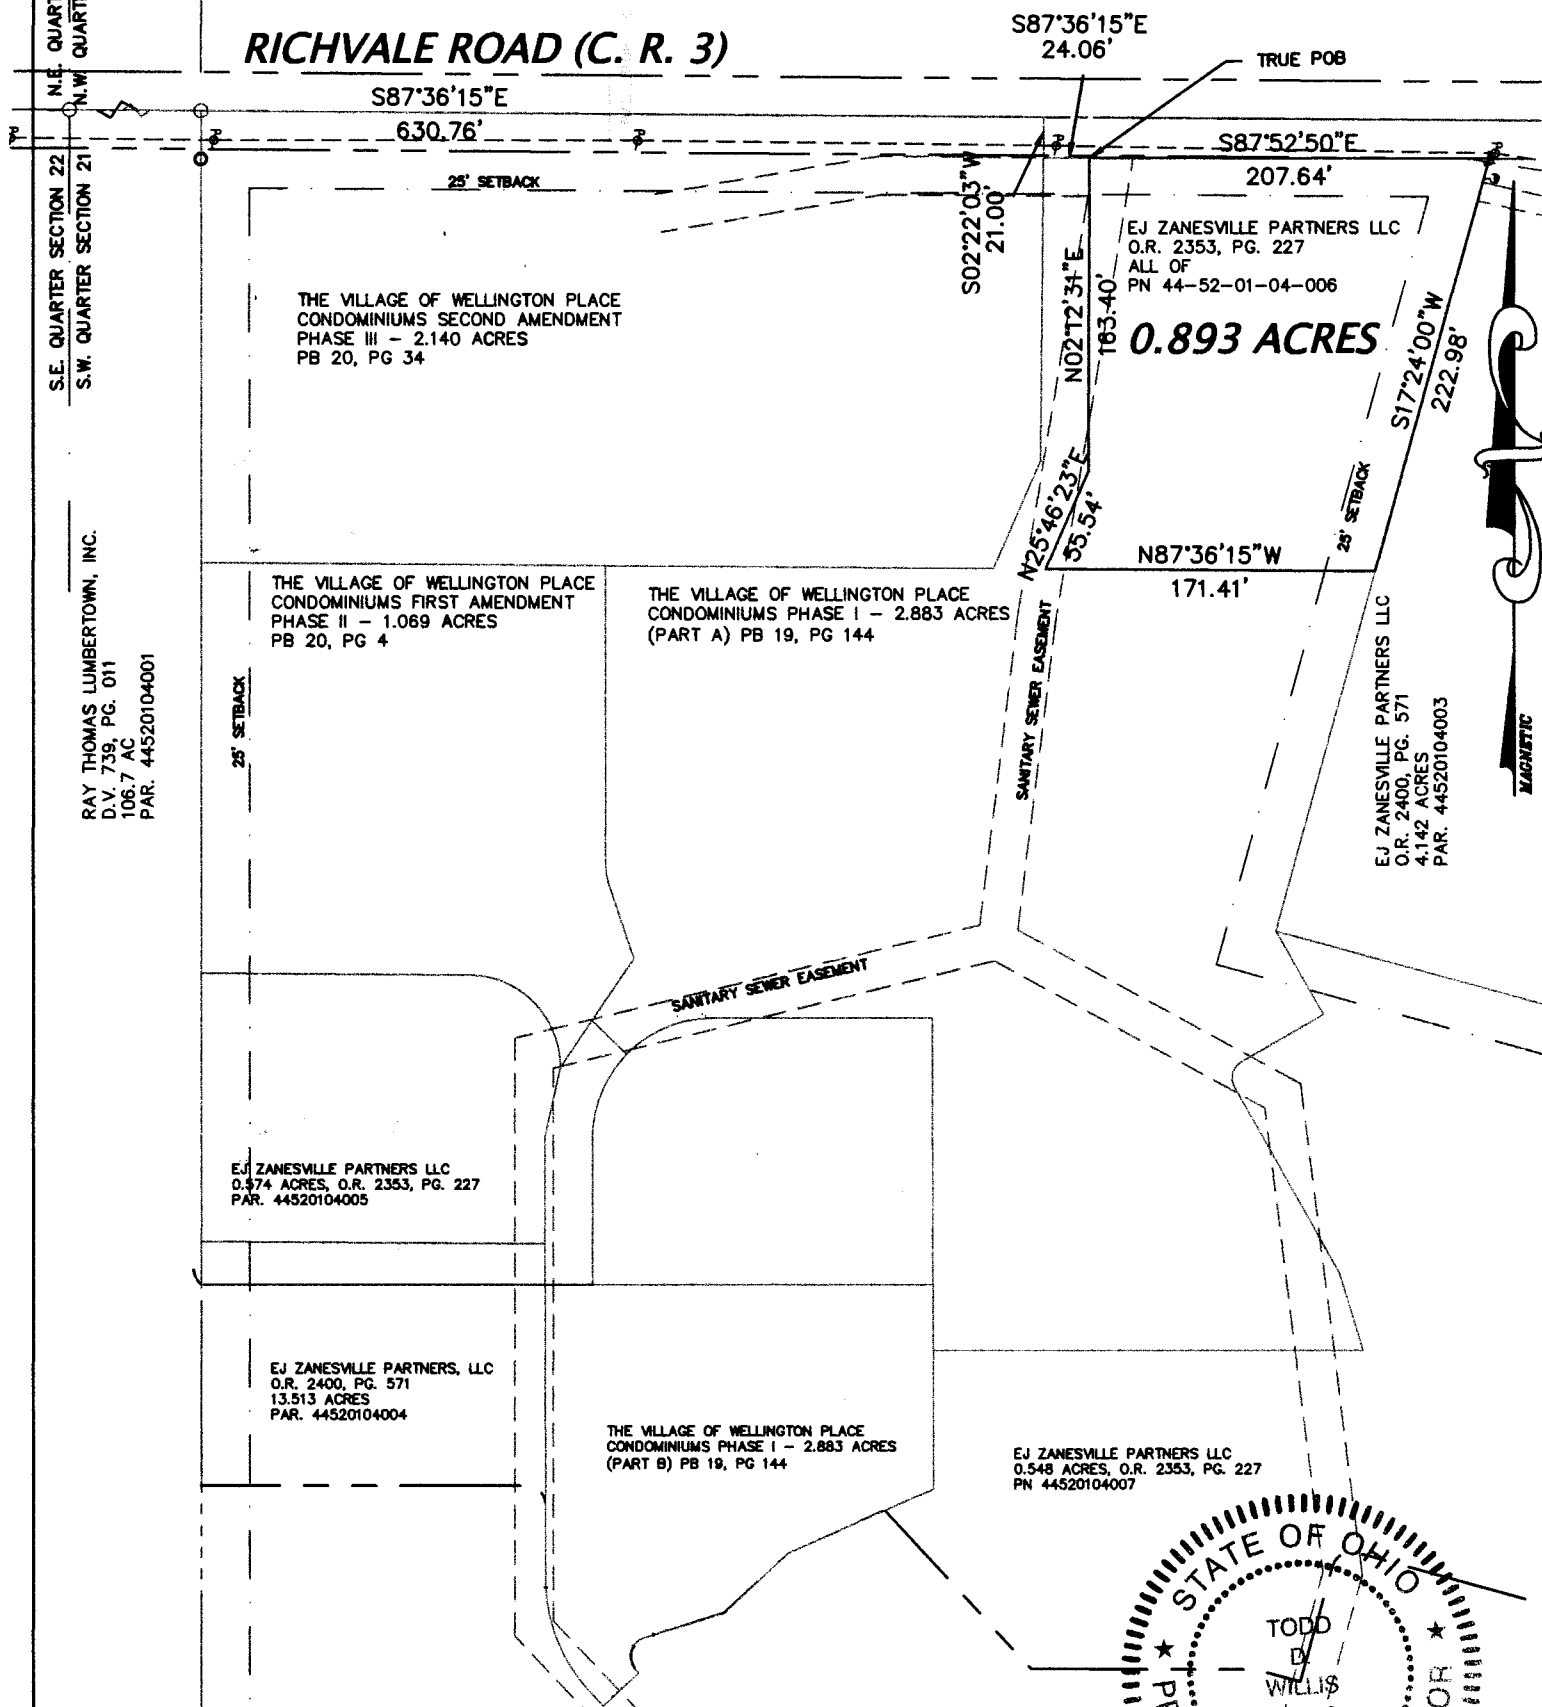 N.E. QUART
N.W. QUART
RICHVALE ROAD (C. R. 3)
S87°36'15"E
24.06'
TRUE POB
S87°36'15"E
630.76'
S87°52'50"E
207.64'
25' SETBACK
S.E. QUARTER SECTION 22
S.W. QUARTER SECTION 21
S02°22'03"W
21.00'
EJ ZANESVILLE PARTNERS LLC
O.R. 2353, PG. 227
ALL OF
PN 44-52-01-04-006
0.893 ACRES
N02°12'31"E
163.40'
S17°24'00"W
222.98'
THE VILLAGE OF WELLINGTON PLACE
CONDOMINIUMS SECOND AMENDMENT
PHASE III - 2.140 ACRES
PB 20, PG 34
N25°46'23"E
55.54'
25' SETBACK
N87°36'15"W
171.41'
RAY THOMAS LUMBERTOWN, INC.
D.V. 739, PG. 011
106.7 AC
PAR. 44520104001
THE VILLAGE OF WELLINGTON PLACE
CONDOMINIUMS FIRST AMENDMENT
PHASE II - 1.069 ACRES
PB 20, PG 4
THE VILLAGE OF WELLINGTON PLACE
CONDOMINIUMS PHASE I - 2.883 ACRES
(PART A) PB 19, PG 144
SANITARY SEWER EASEMENT
25' SETBACK
EJ ZANESVILLE PARTNERS LLC
O.R. 2400, PG. 571
4.142 ACRES
PAR. 44520104003
MAGNETIC
SANITARY SEWER EASEMENT
EJ ZANESVILLE PARTNERS LLC
0.574 ACRES, O.R. 2353, PG. 227
PAR. 44520104005
EJ ZANESVILLE PARTNERS, LLC
O.R. 2400, PG. 571
13.513 ACRES
PAR. 44520104004
THE VILLAGE OF WELLINGTON PLACE
CONDOMINIUMS PHASE I - 2.883 ACRES
(PART B) PB 19, PG 144
EJ ZANESVILLE PARTNERS LLC
0.548 ACRES, O.R. 2353, PG. 227
PN 44520104007
STATE OF OHIO
TODD
D.
WILLIS